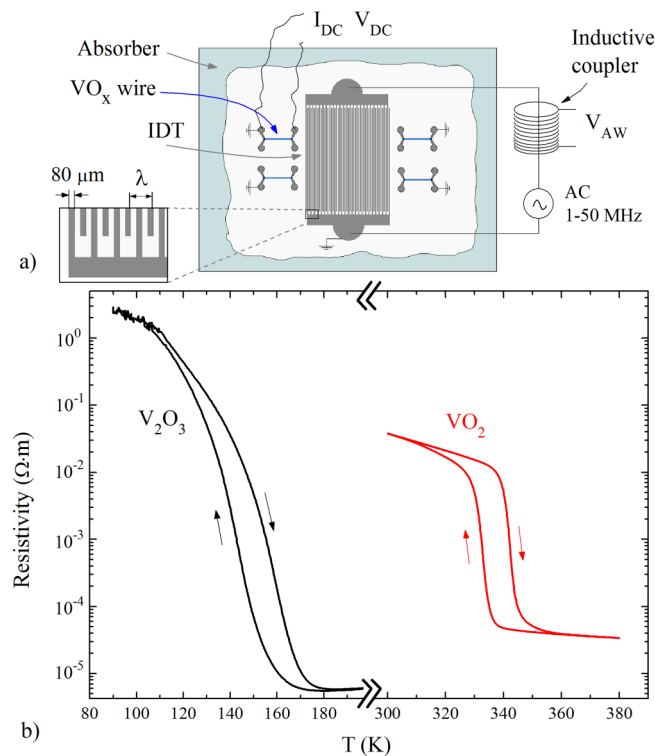 I_DC V_DC
Absorber
Inductive
coupler
VO_x wire
IDT
V_AW
80 µm
λ
AC
1-50 MHz
a)
10^0
10^-1
10^-2
10^-3
10^-4
10^-5
Resistivity (Ω·m)
V_2O_3
VO_2
80 100 120 140 160 180 300 320 340 360 380
b)
T (K)